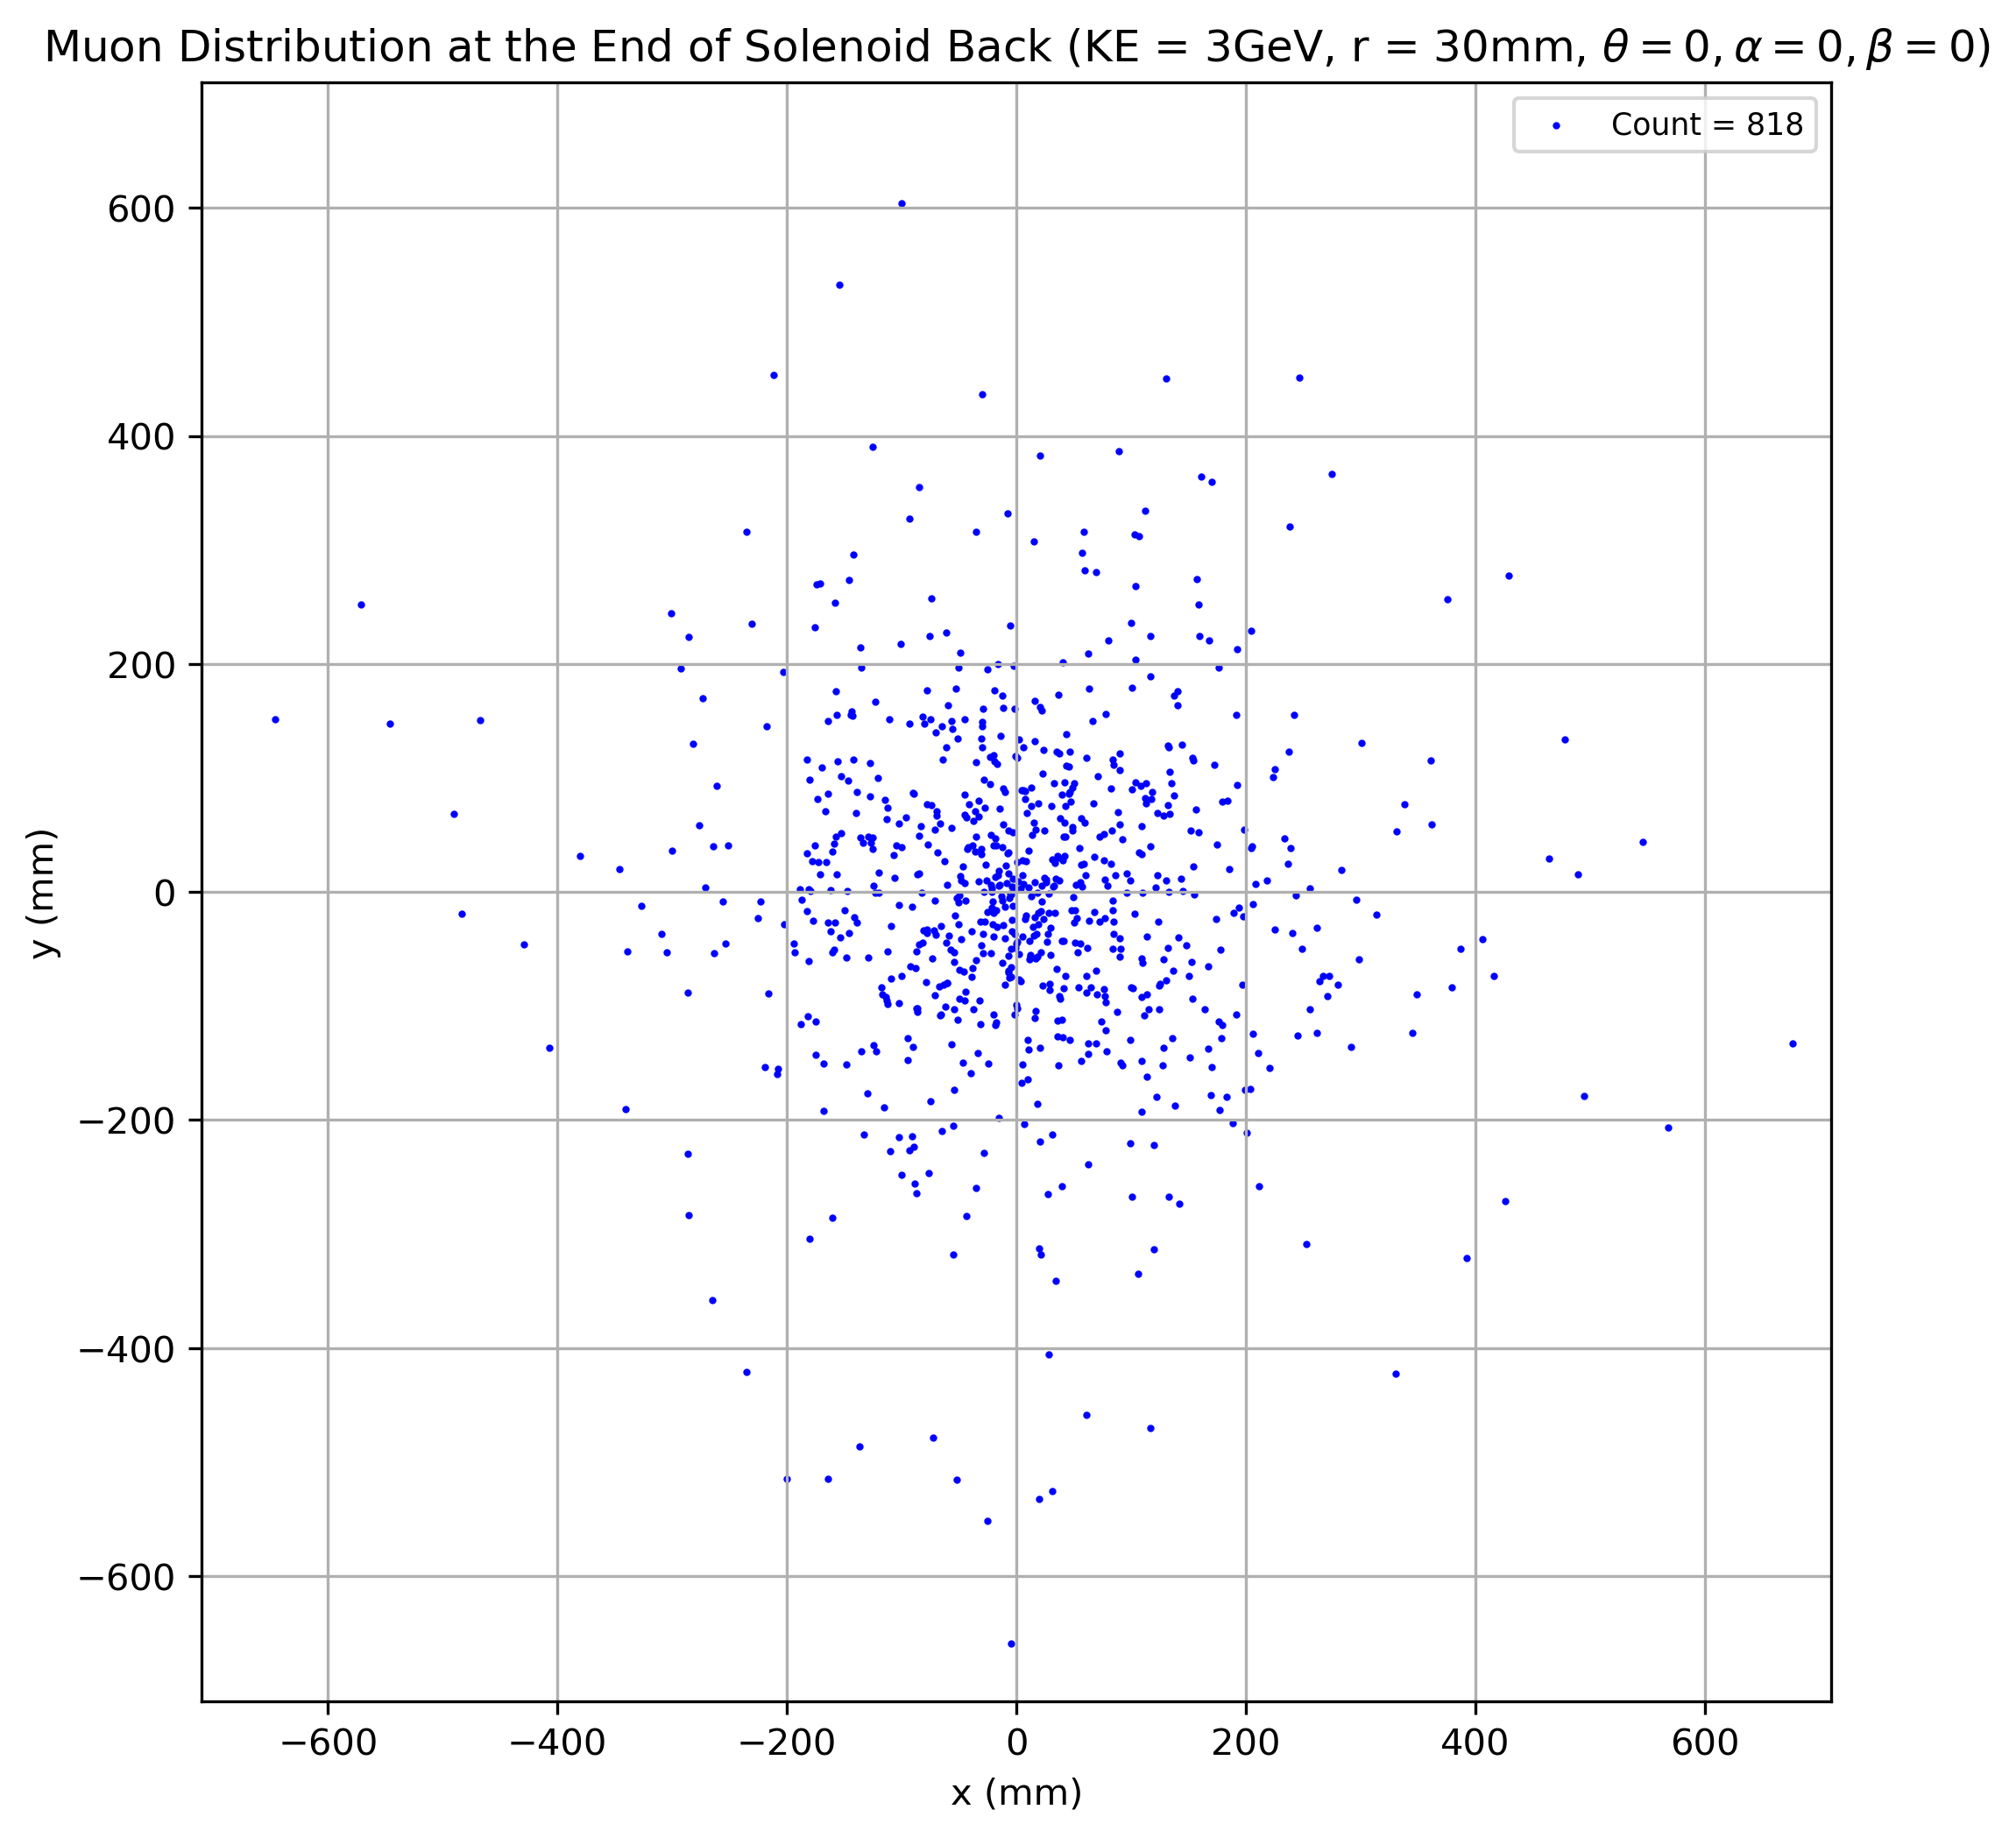 Muon Distribution at the End of Solenoid Back (KE = 3GeV, r = 30mm, θ = 0, α = 0, β = 0)
Count = 818
600
400
200
0
−200
−400
−600
y (mm)
−600 −400 −200 0 200 400 600
x (mm)